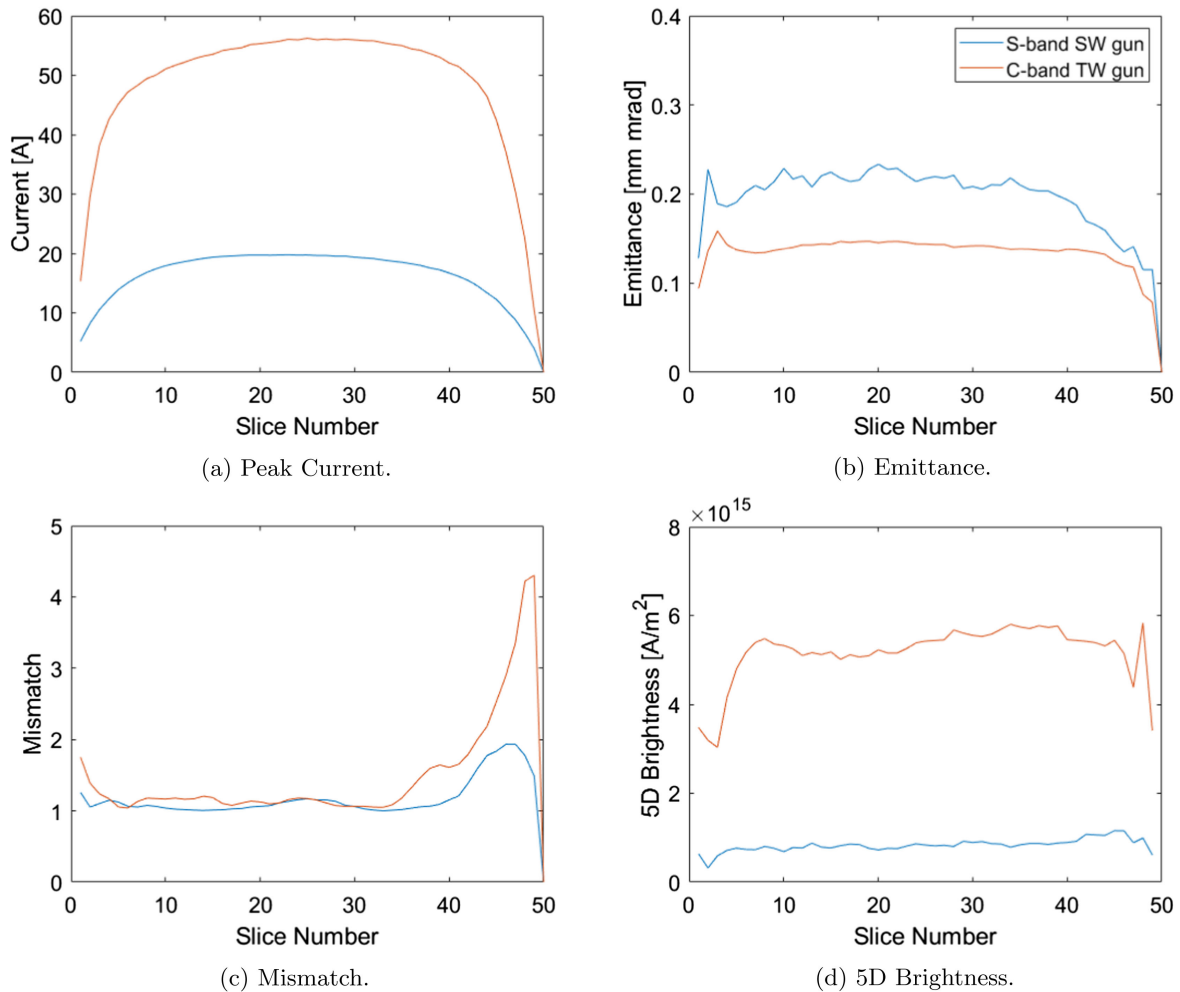 60
50
40
30
20
10
0
Current [A]
0 10 20 30 40 50
Slice Number
(a) Peak Current.
0.4
0.3
0.2
0.1
0
Emittance [mm mrad]
S-band SW gun
C-band TW gun
0 10 20 30 40 50
Slice Number
(b) Emittance.
5
4
3
2
1
0
Mismatch
0 10 20 30 40 50
Slice Number
(c) Mismatch.
×10¹⁵
8
6
4
2
0
5D Brightness [A/m²]
0 10 20 30 40 50
Slice Number
(d) 5D Brightness.